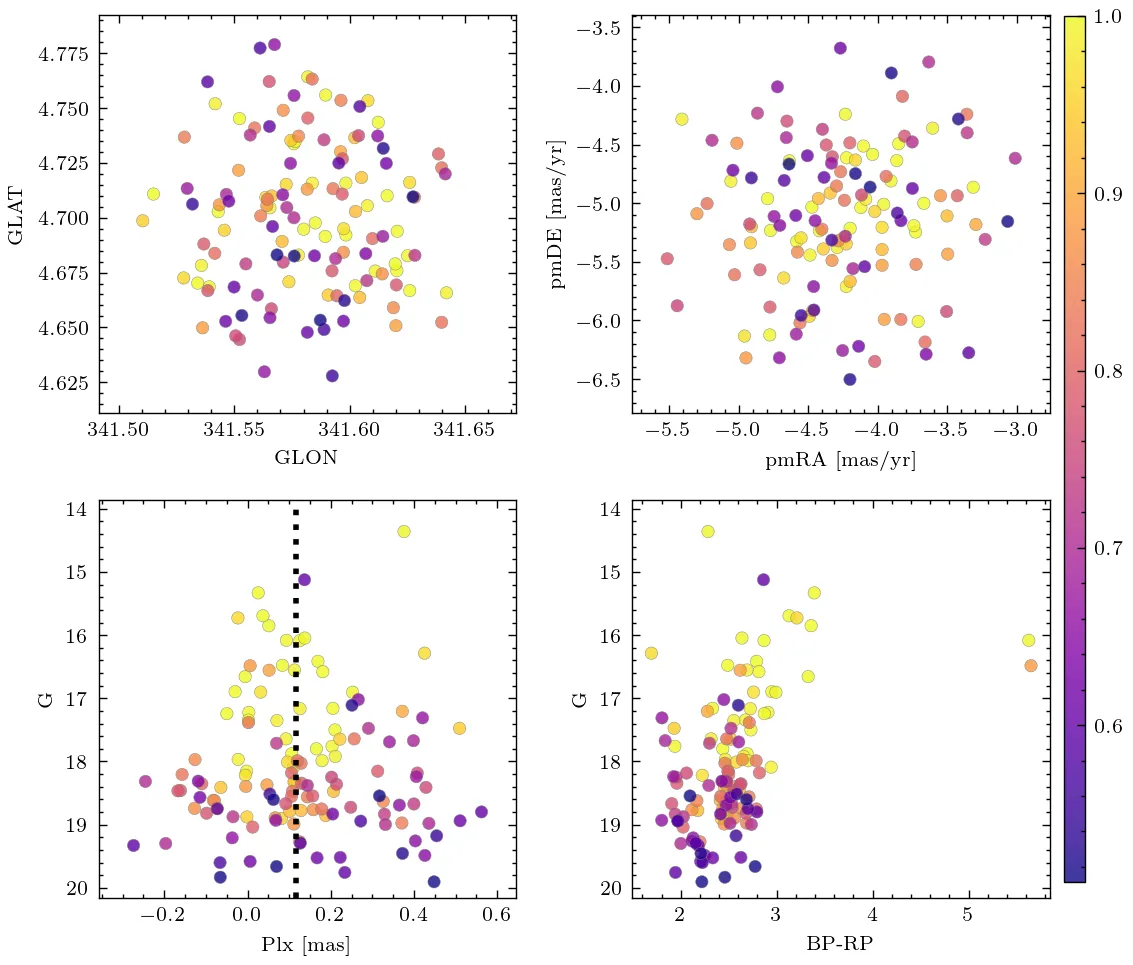 4.775
4.750
4.725
4.700
4.675
4.650
4.625
GLAT
341.50 341.55 341.60 341.65
GLON
−3.5
−4.0
−4.5
−5.0
−5.5
−6.0
−6.5
pmDE [mas/yr]
−5.5 −5.0 −4.5 −4.0 −3.5 −3.0
pmRA [mas/yr]
1.0
0.9
0.8
0.7
0.6
14
15
16
17
18
19
20
G
−0.2 0.0 0.2 0.4 0.6
Plx [mas]
14
15
16
17
18
19
20
G
2 3 4 5
BP-RP